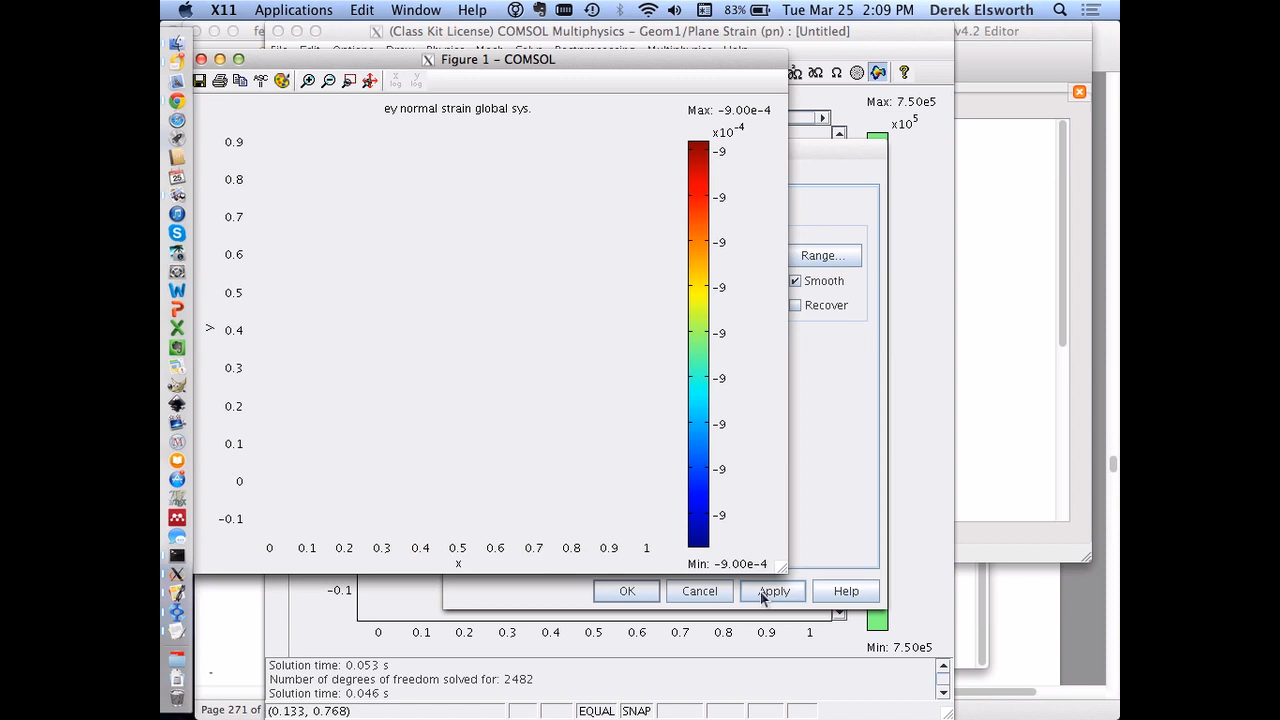 X11 Applications Edit Window Help 83% Tue Mar 25 2:09 PM Derek Elsworth
(Class Kit License) COMSOL Multiphysics - Geom1/Plane Strain (pn) : [Untitled]
v4.2 Editor
Figure 1 - COMSOL
ey normal strain global sys.
Max: -9.00e-4
x10^-4
0.9
0.8
0.7
0.6
0.5
0.4
0.3
0.2
0.1
0
-0.1
y
0 0.1 0.2 0.3 0.4 0.5 0.6 0.7 0.8 0.9 1
x
-9
-9
-9
-9
-9
-9
-9
-9
-9
Min: -9.00e-4
Max: 7.50e5
x10^5
Range...
Smooth
Recover
OK Cancel Apply Help
-0.1
0 0.1 0.2 0.3 0.4 0.5 0.6 0.7 0.8 0.9 1
Min: 7.50e5
Solution time: 0.053 s
Number of degrees of freedom solved for: 2482
Solution time: 0.046 s
Page 271 of
(0.133, 0.768)
EQUAL SNAP